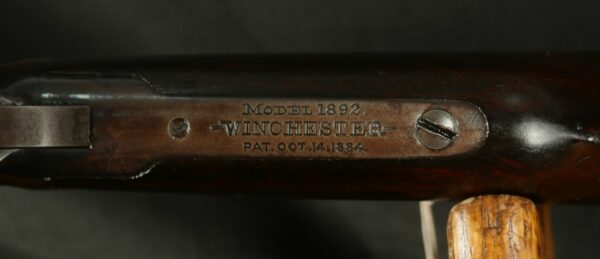 MODEL 1892.
-WINCHESTER-
PAT. OCT. 14. 1884.